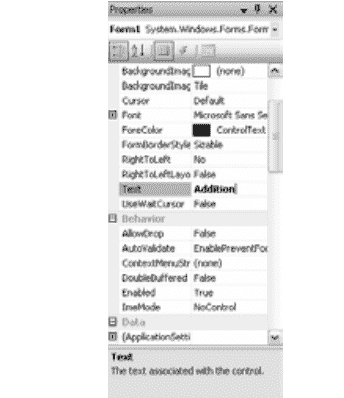 Properties
Form1 System.Windows.Forms.Form
BackgroundImag (none)
BackgroundImag Tile
Cursor Default
Font Microsoft Sans Se
ForeColor ControlText
FormBorderStyle Sizable
RightToLeft No
RightToLeftLayo False
Text Addition
UseWaitCursor False
Behavior
AllowDrop False
AutoValidate EnablePreventFoc
ContextMenuStr (none)
DoubleBuffered False
Enabled True
ImeMode NoControl
Data
(ApplicationSetti
Text
The text associated with the control.